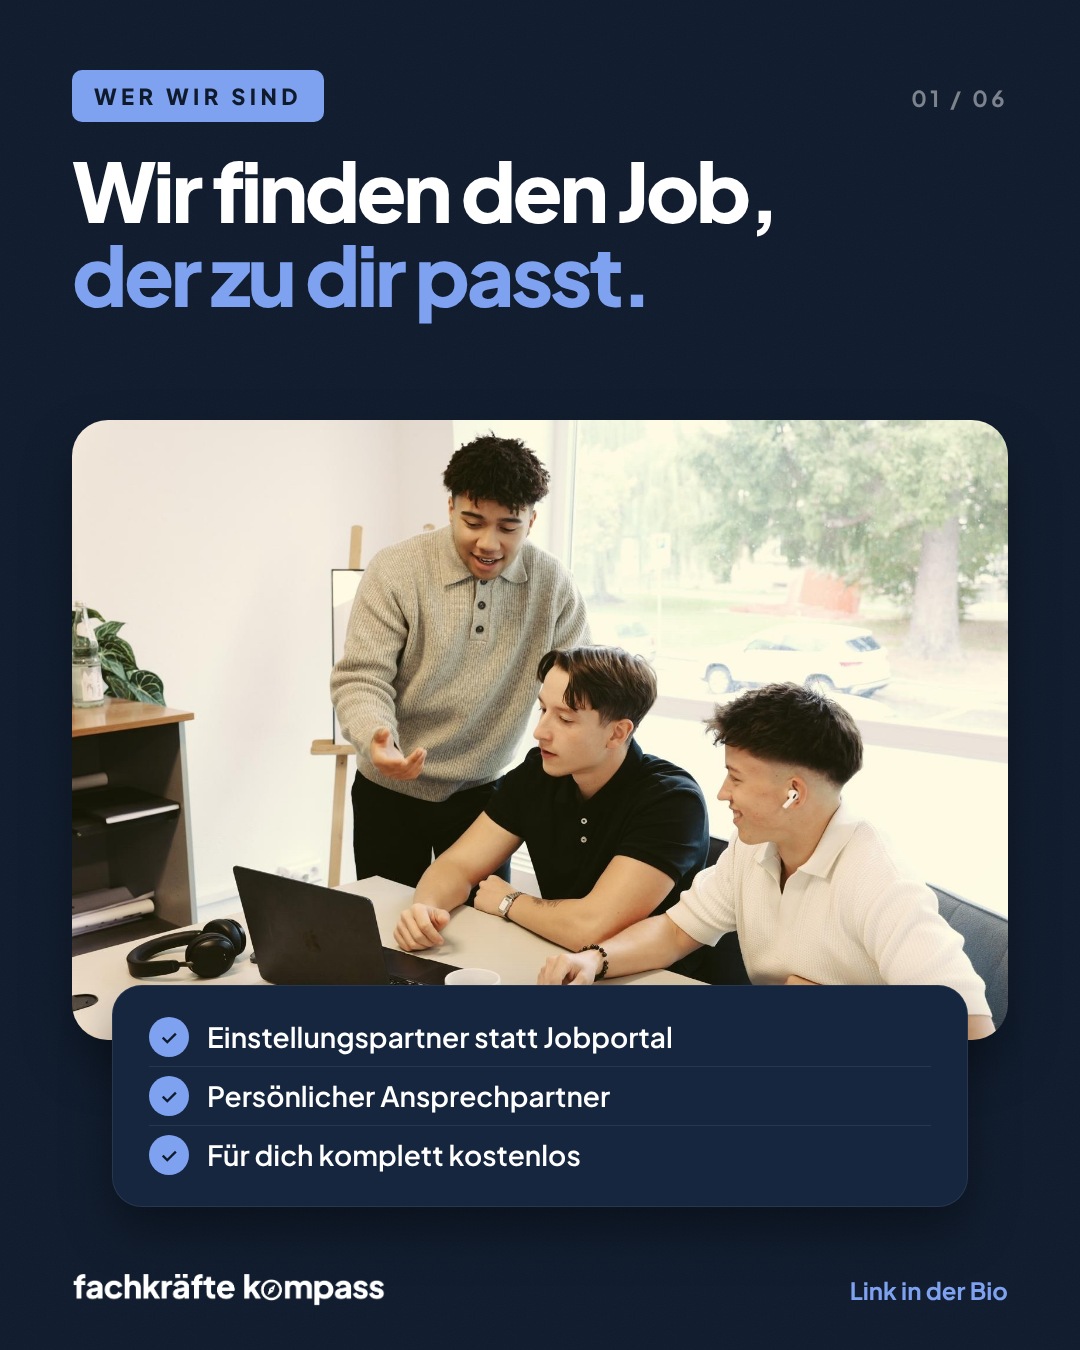 WER WIR SIND
01 / 06
Wir finden den Job,
der zu dir passt.
Einstellungspartner statt Jobportal
Persönlicher Ansprechpartner
Für dich komplett kostenlos
fachkräfte kompass
Link in der Bio